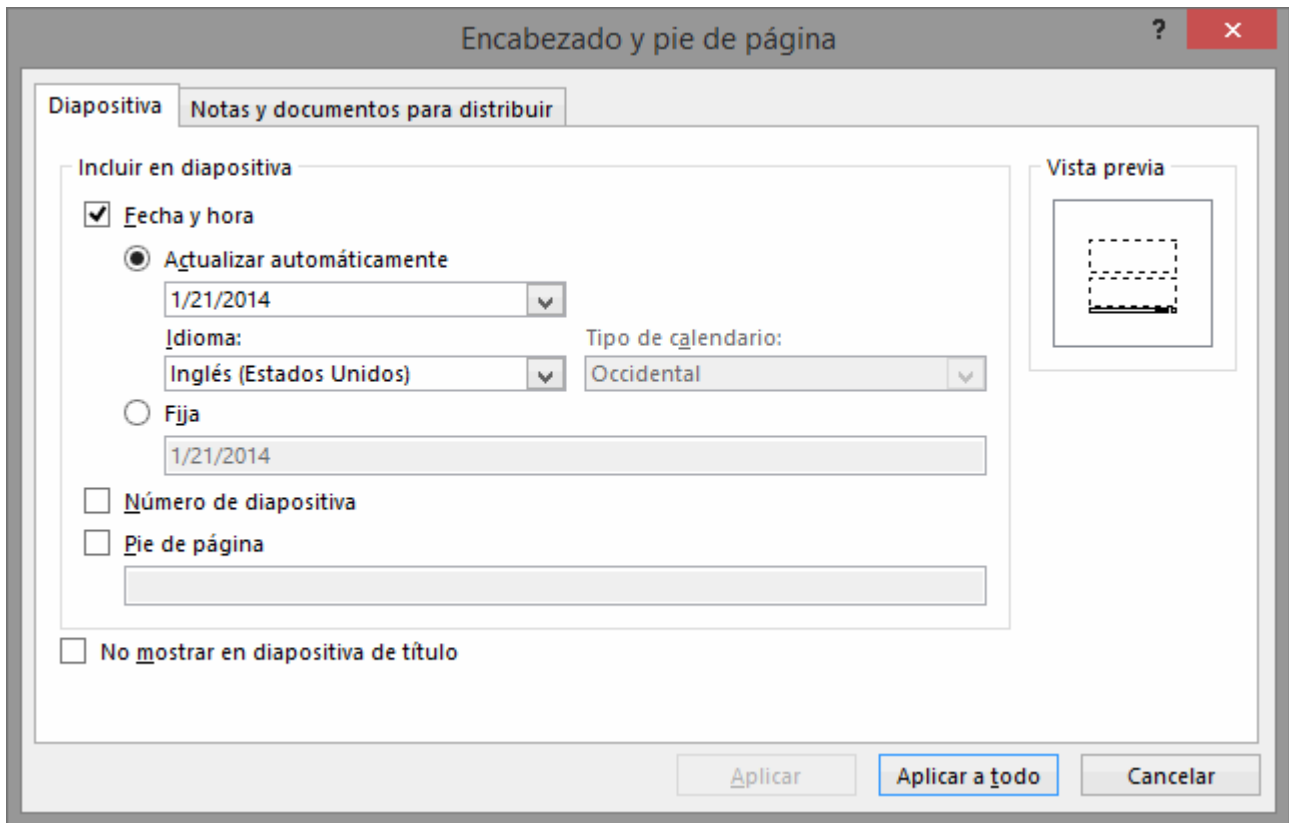 Encabezado y pie de página
?
Diapositiva
Notas y documentos para distribuir
Incluir en diapositiva
Vista previa
Fecha y hora
Actualizar automáticamente
1/21/2014
Idioma:
Tipo de calendario:
Inglés (Estados Unidos)
Occidental
Fija
1/21/2014
Número de diapositiva
Pie de página
No mostrar en diapositiva de título
Aplicar
Aplicar a todo
Cancelar